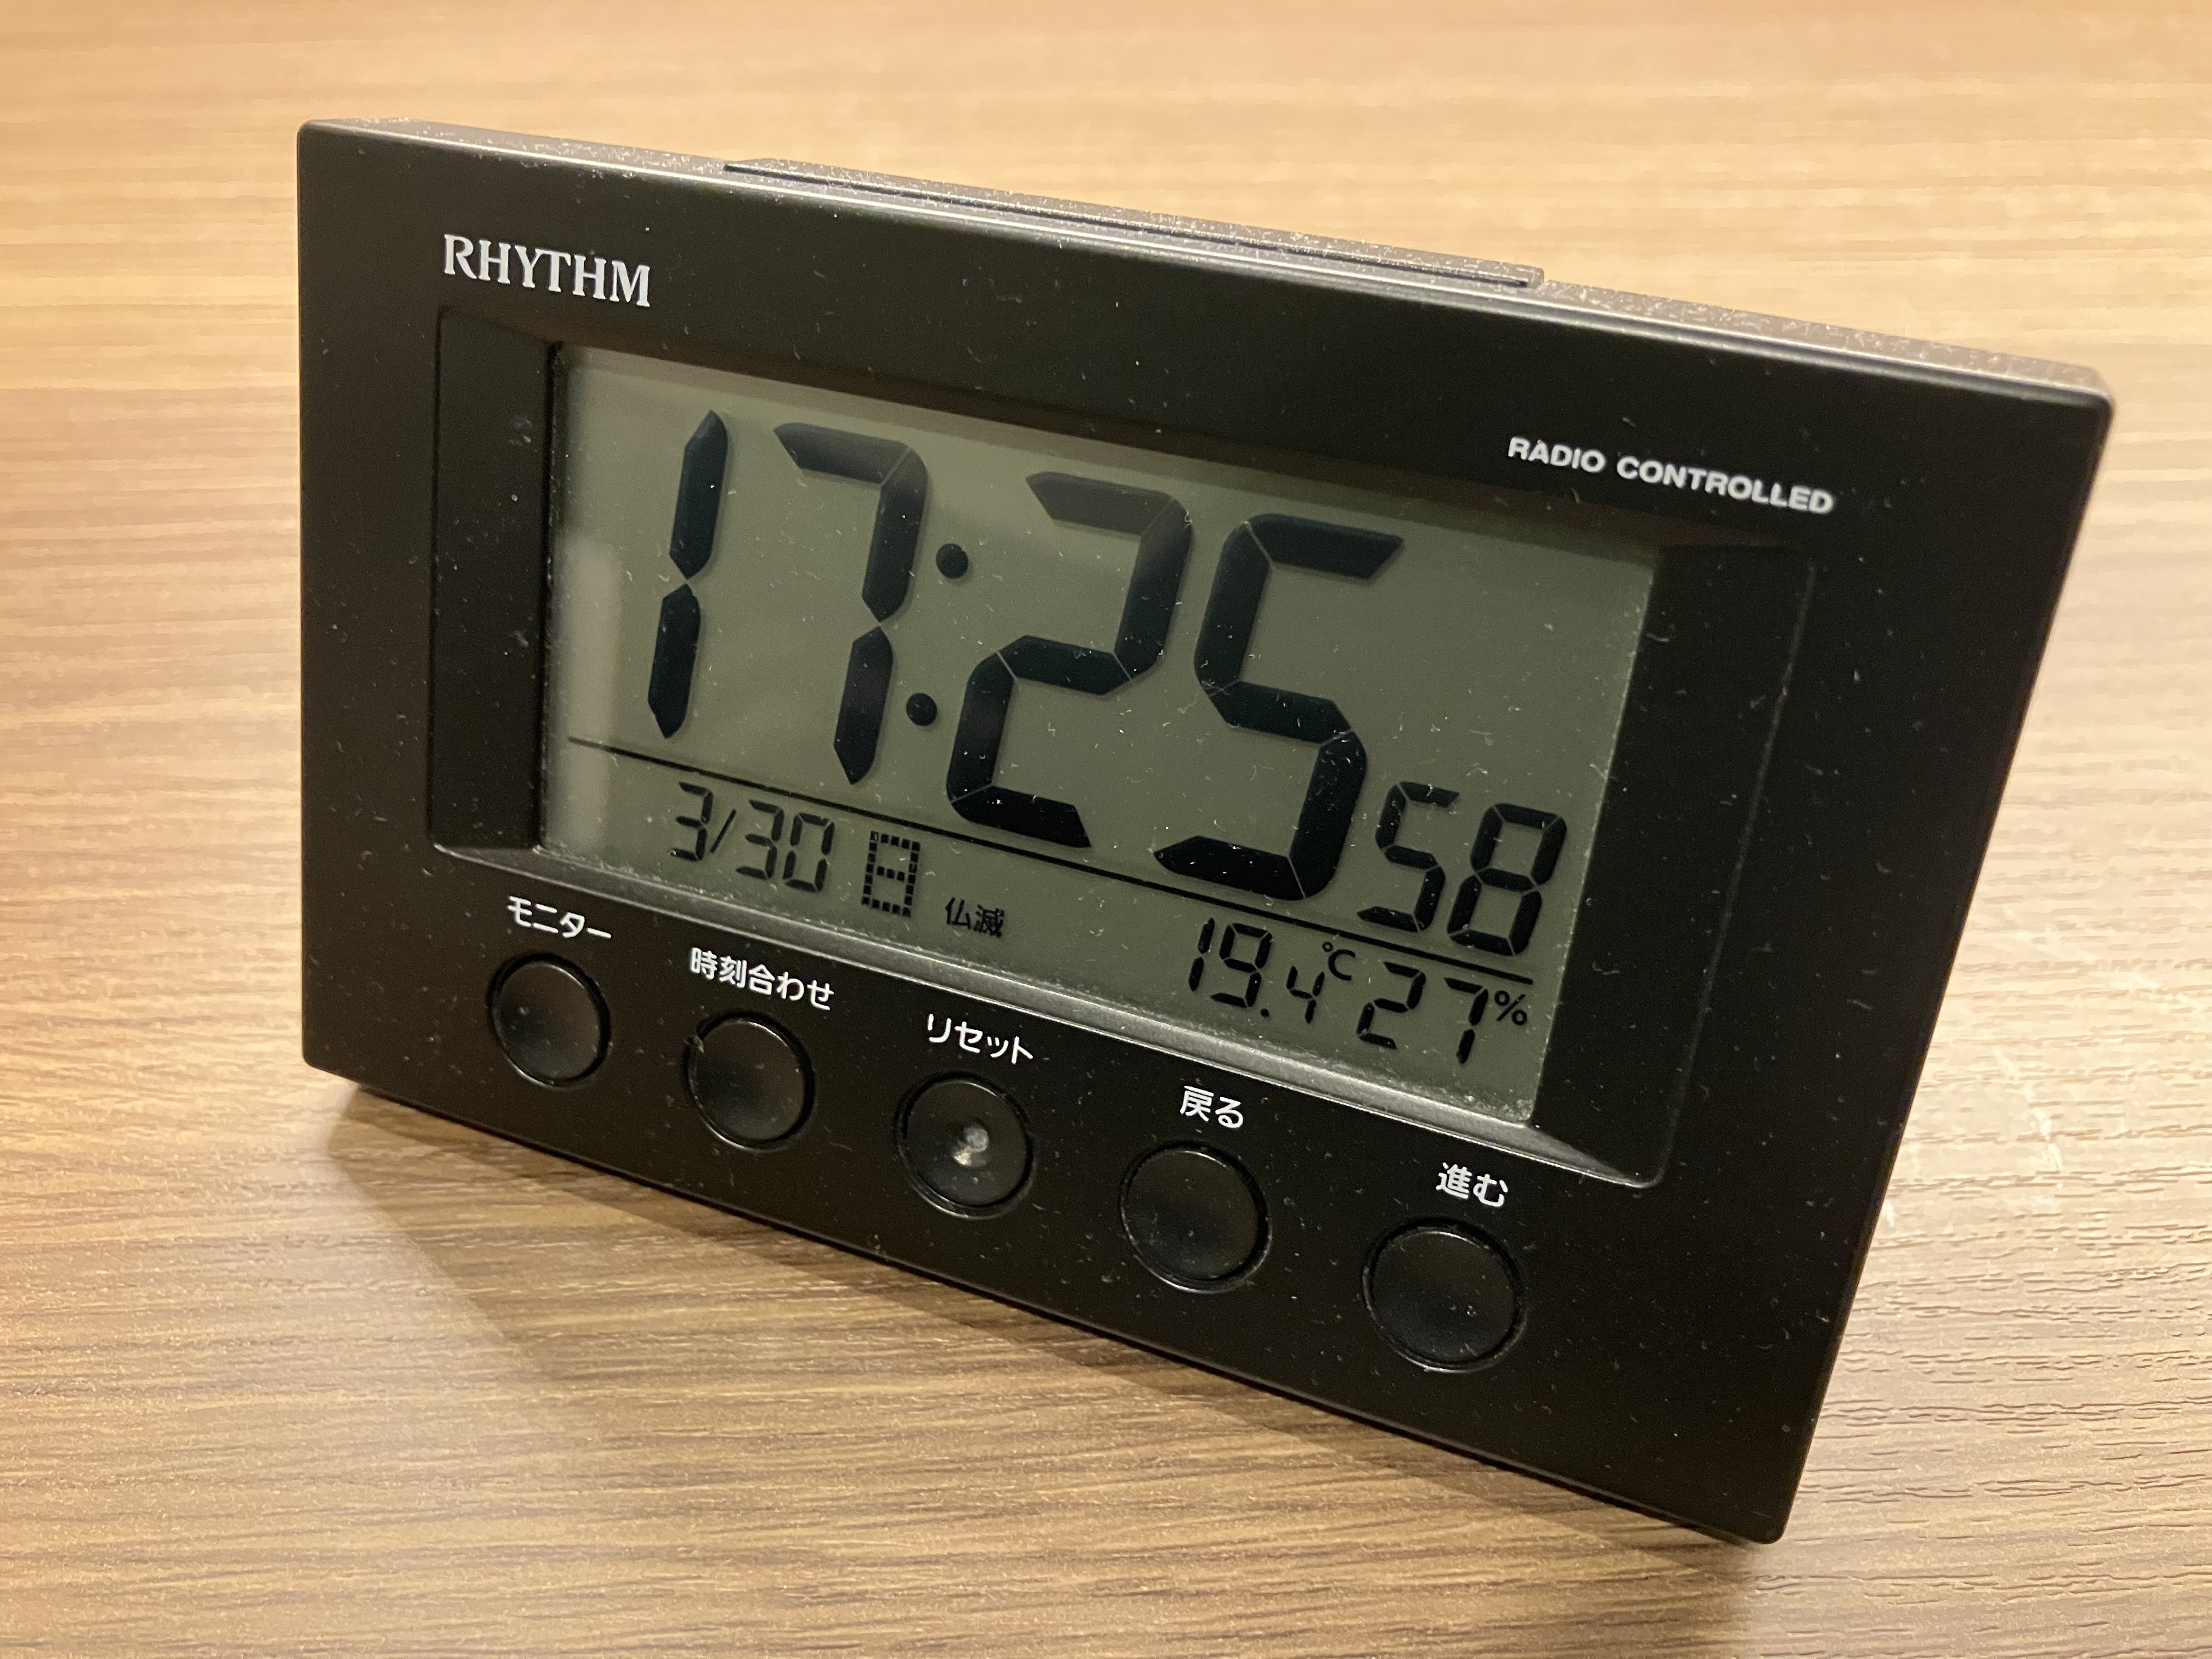 RHYTHM
RADIO CONTROLLED
17:25 58
3/30 日 仏滅 19.4℃ 27%
モニター 時刻合わせ リセット 戻る 進む